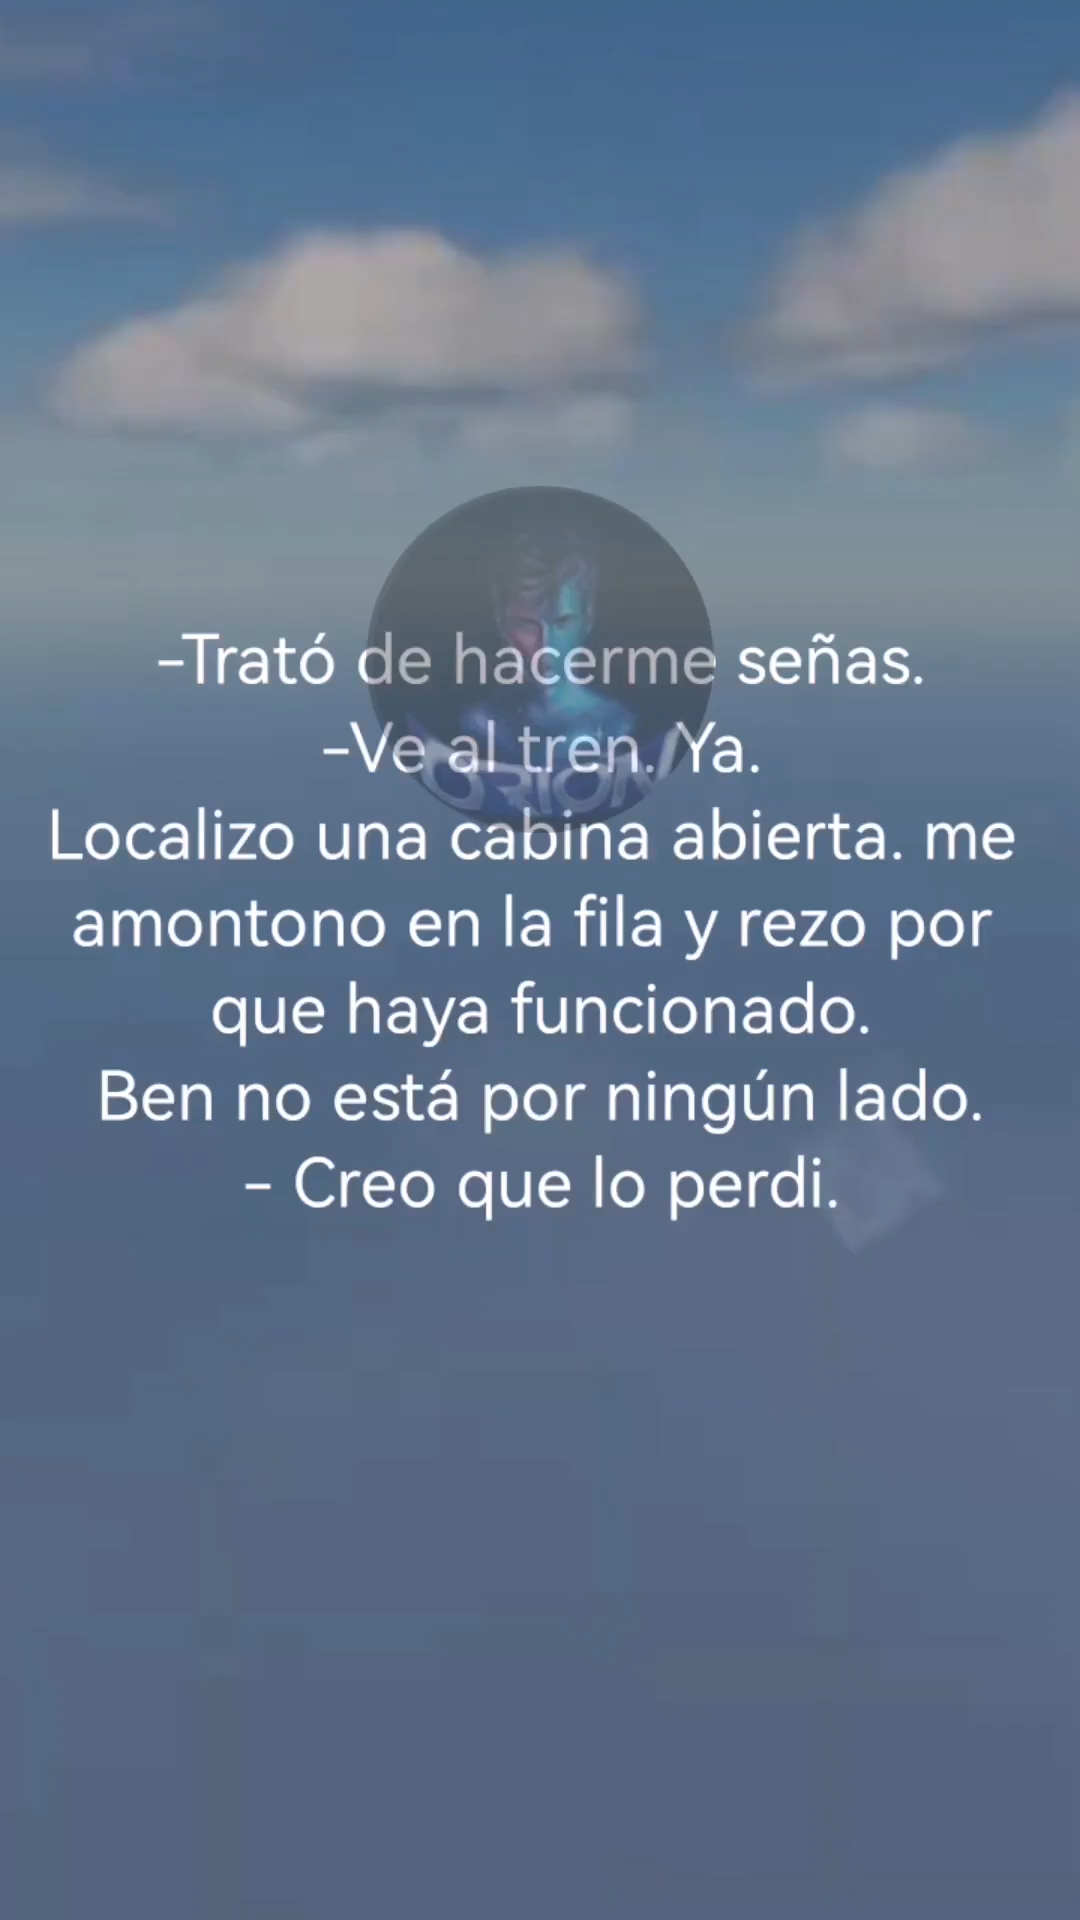 -Trató de hacerme señas.
-Ve al tren. Ya.
Localizo una cabina abierta. me
amontono en la fila y rezo por
que haya funcionado.
Ben no está por ningún lado.
- Creo que lo perdi.
ORION